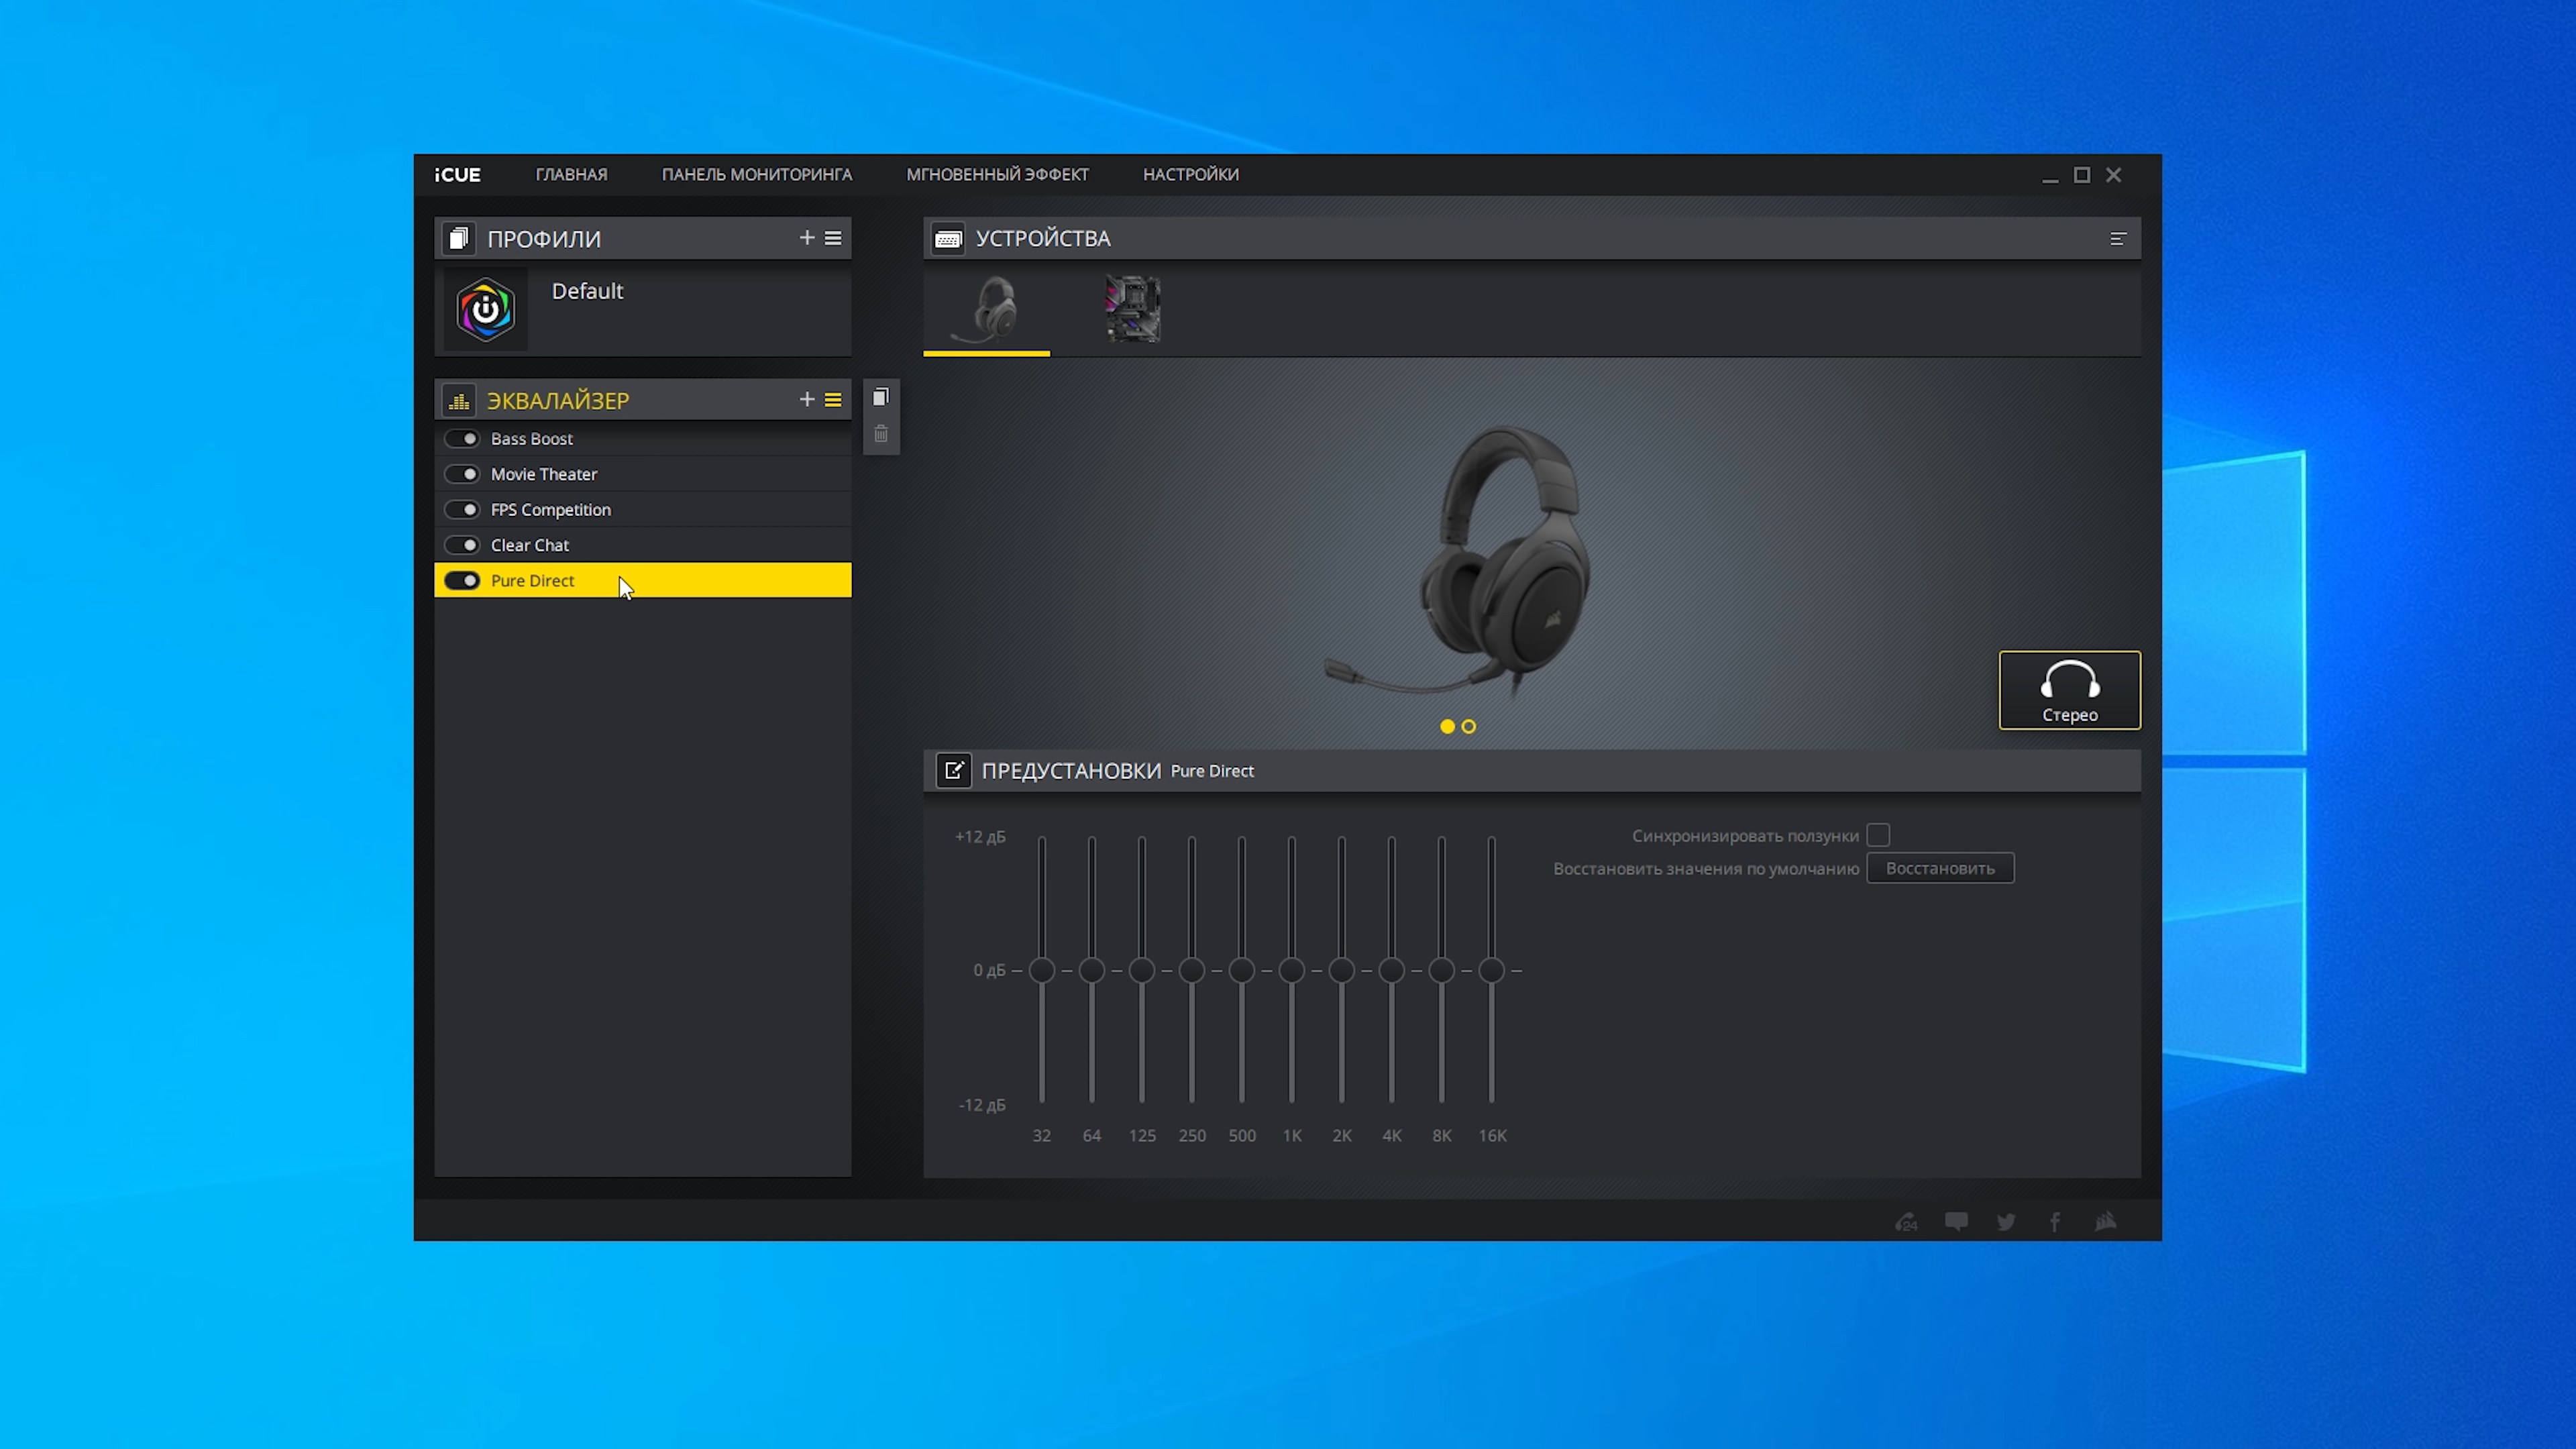 iCUE ГЛАВНАЯ ПАНЕЛЬ МОНИТОРИНГА МГНОВЕННЫЙ ЭФФЕКТ НАСТРОЙКИ
ПРОФИЛИ
Default
ЭКВАЛАЙЗЕР
Bass Boost
Movie Theater
FPS Competition
Clear Chat
Pure Direct
УСТРОЙСТВА
Стерео
ПРЕДУСТАНОВКИ Pure Direct
+12 дБ
0 дБ
-12 дБ
32 64 125 250 500 1K 2K 4K 8K 16K
Синхронизировать ползунки
Восстановить значения по умолчанию Восстановить
24